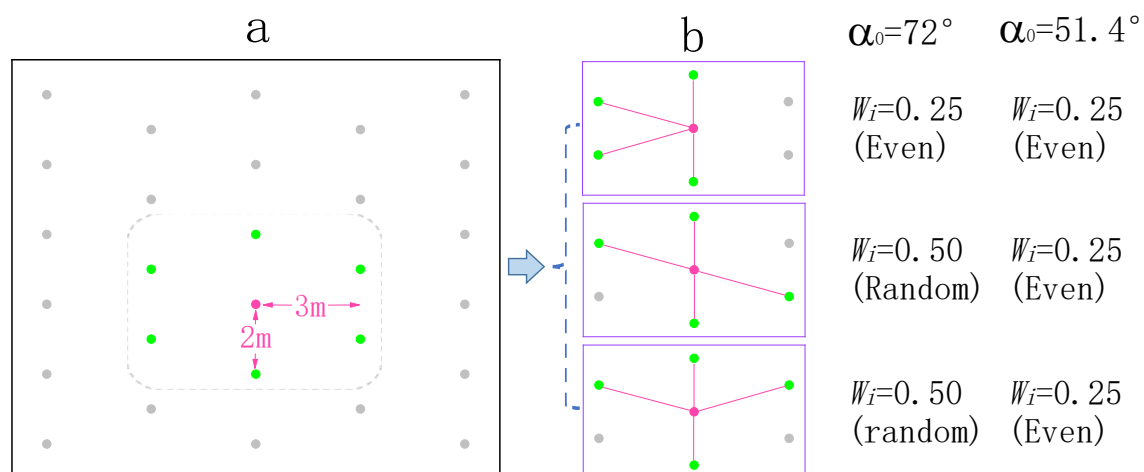 a
b
α₀=72° α₀=51.4°
Wi=0.25 Wi=0.25
(Even) (Even)
Wi=0.50 Wi=0.25
(Random) (Even)
3m
2m
Wi=0.50 Wi=0.25
(random) (Even)